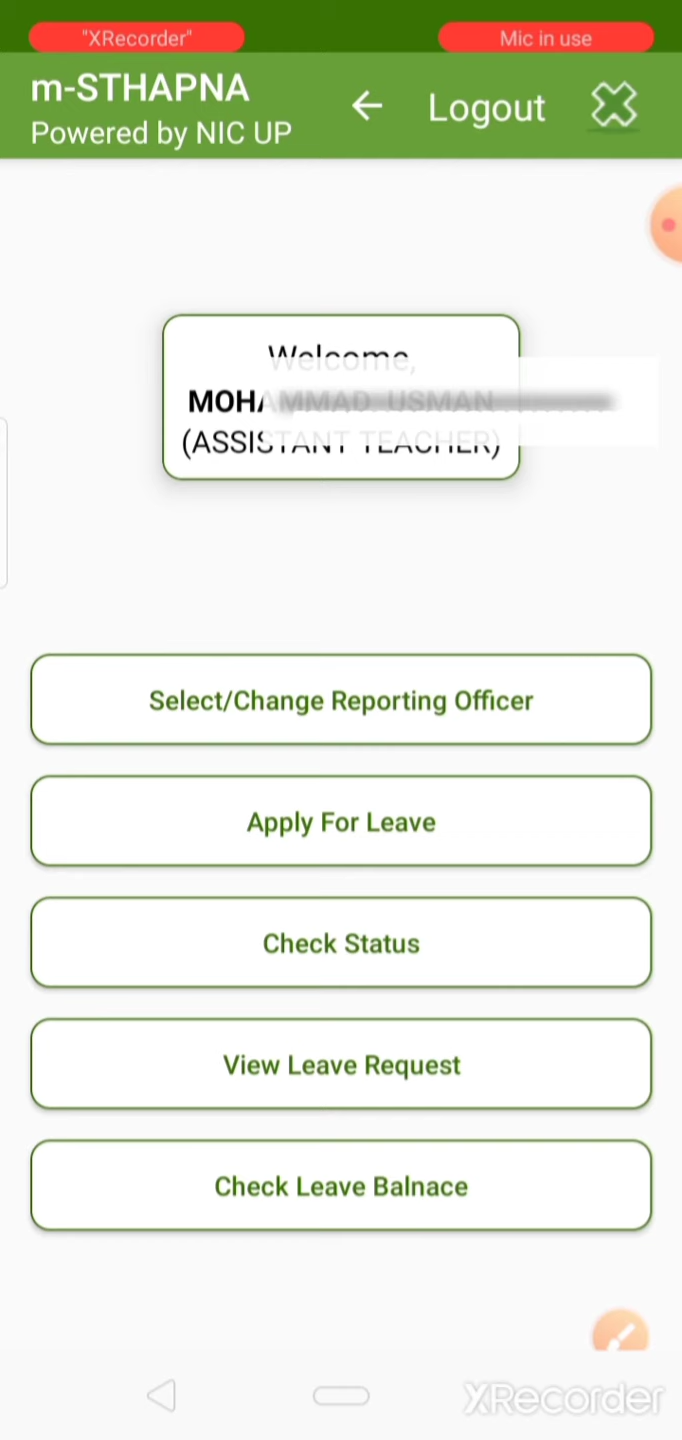 "XRecorder" Mic in use
m-STHAPNA
Powered by NIC UP
Logout
Welcome,
MOHAMMAD USMAN
(ASSISTANT TEACHER)
Select/Change Reporting Officer
Apply For Leave
Check Status
View Leave Request
Check Leave Balnace
XRecorder